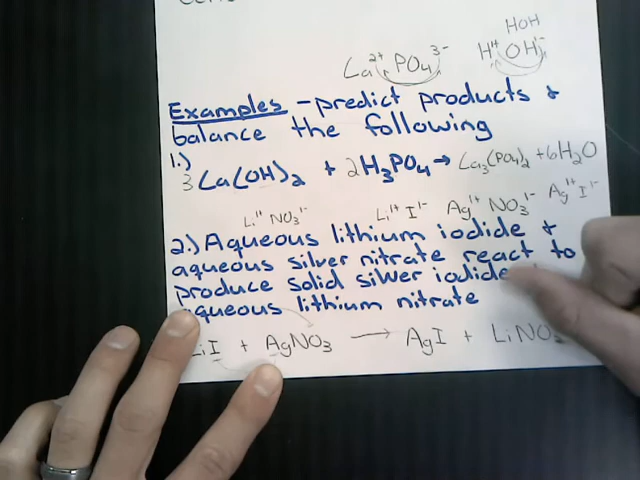 HOH
Ca²⁺ PO₄³⁻ H¹⁺ OH¹⁻
Examples - predict products &
balance the following
1.)
3Ca(OH)₂ + 2H₃PO₄ → Ca₃(PO₄)₂ + 6H₂O
Li¹⁺ NO₃¹⁻ Li¹⁺ I¹⁻ Ag¹⁺ NO₃¹⁻ Ag¹⁺ I¹⁻
2.) Aqueous lithium iodide &
aqueous silver nitrate react to
produce solid silver iodide
aqueous lithium nitrate
LiI + AgNO₃ → AgI + LiNO₃